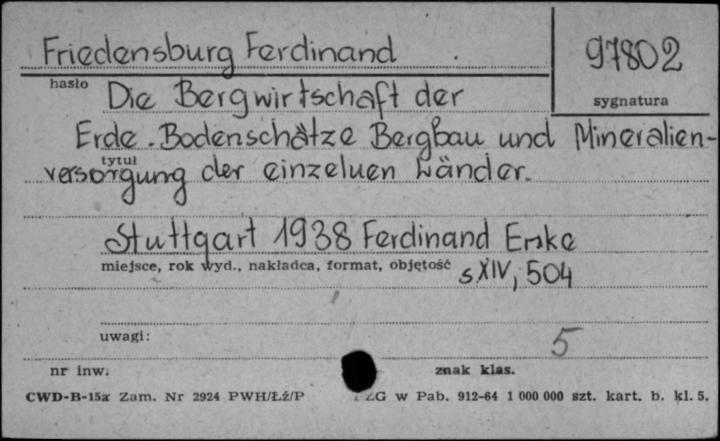 Friedensburg Ferdinand
97802
hasło
sygnatura
Die Bergwirtschaft der
Erde. Bodenschätze Bergbau und Mineralien-
tytuł
versorgung der einzeluen Länder.
Stuttgart 1938 Ferdinand Enke
miejsce, rok wyd., nakładca, format, objętość
s XIV, 504
uwagi:
5
nr inw.
znak klas.
CWD-B-15a Zam. Nr 2924 PWH/Łż/P ZG w Pab. 912-64 1 000 000 szt. kart. b. kl. 5.